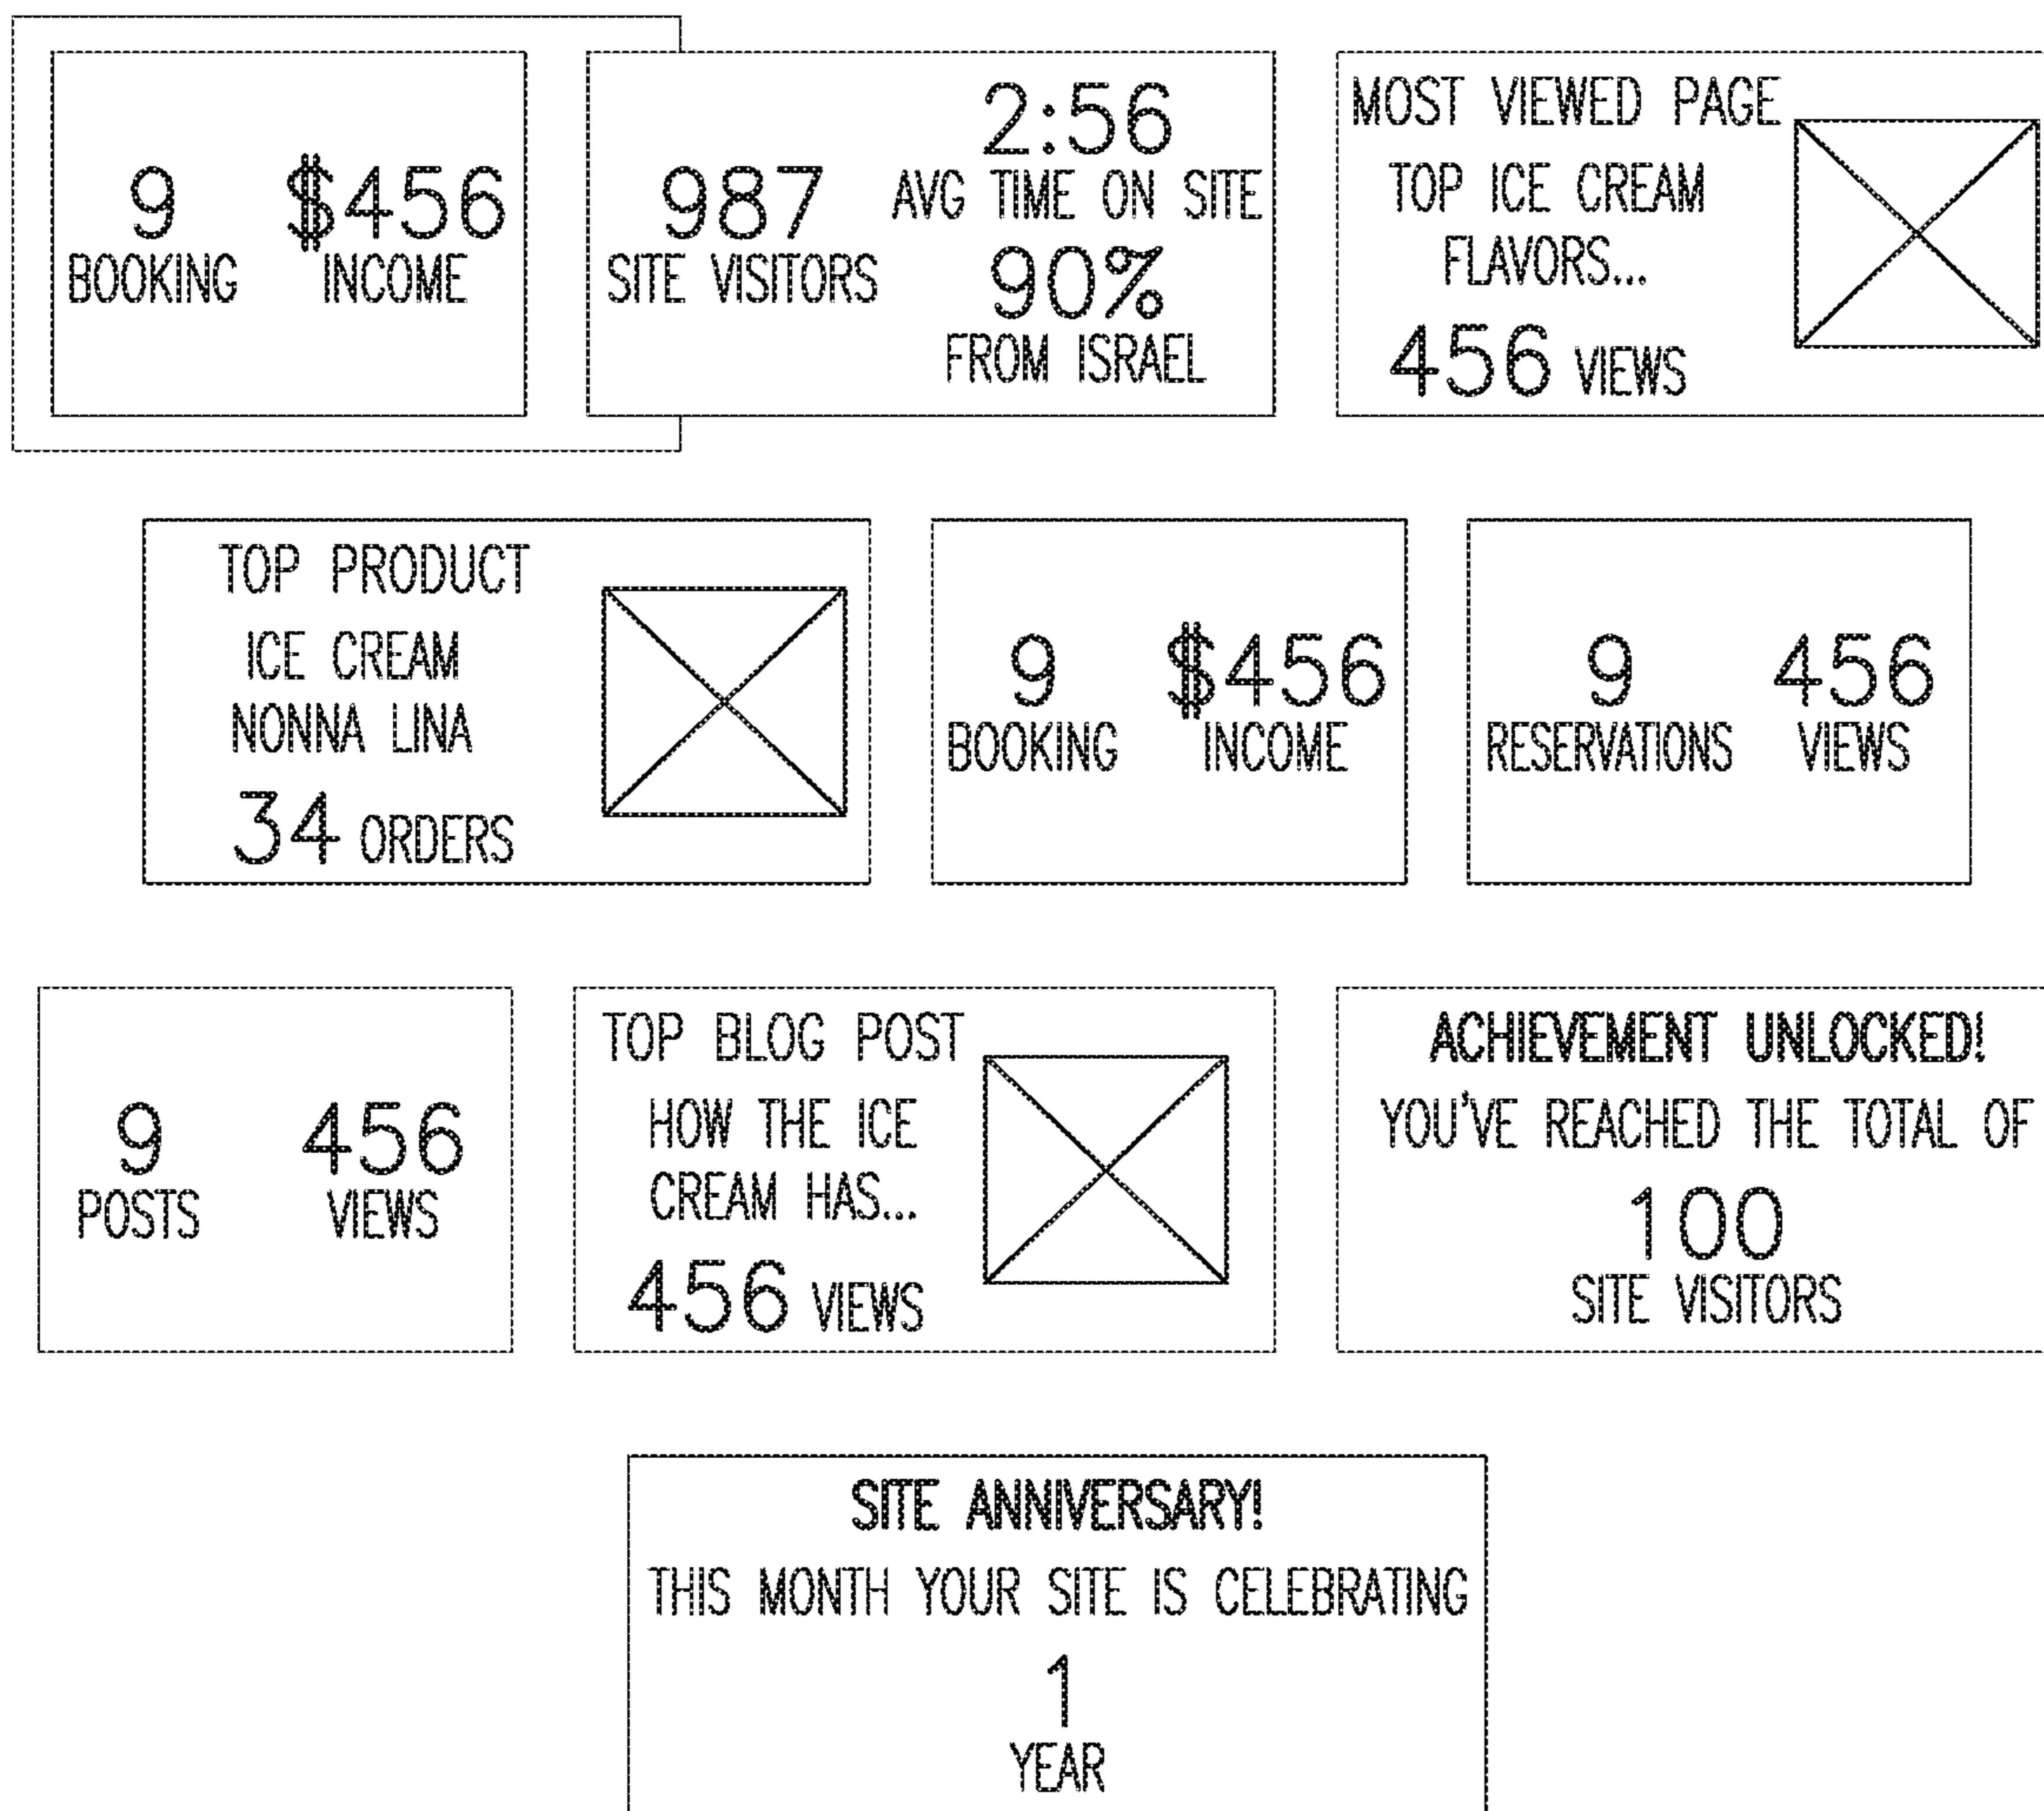 9 $456
BOOKING INCOME
987
SITE VISITORS
2:56
AVG TIME ON SITE
90%
FROM ISRAEL
MOST VIEWED PAGE
TOP ICE CREAM
FLAVORS...
456 VIEWS
TOP PRODUCT
ICE CREAM
NONNA LINA
34 ORDERS
9 $456
BOOKING INCOME
9 456
RESERVATIONS VIEWS
9 456
POSTS VIEWS
TOP BLOG POST
HOW THE ICE
CREAM HAS...
456 VIEWS
ACHIEVEMENT UNLOCKED!
YOU'VE REACHED THE TOTAL OF
100
SITE VISITORS
SITE ANNIVERSARY!
THIS MONTH YOUR SITE IS CELEBRATING
1
YEAR